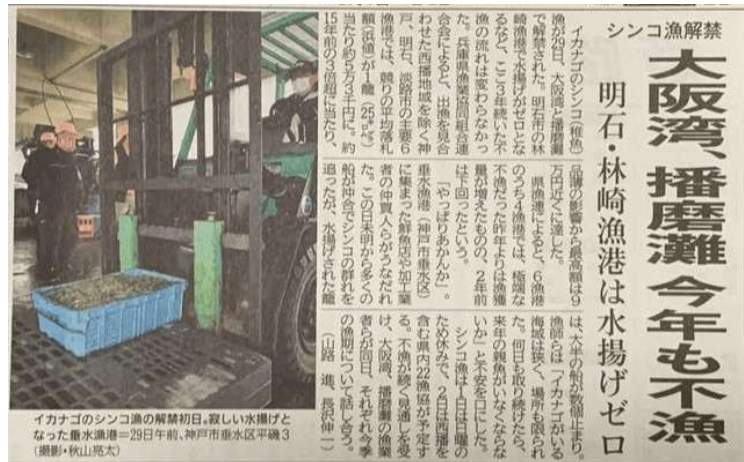 シンコ漁解禁
大阪湾、播磨灘 今年も不漁
明石・林崎漁港は水揚げゼロ
イカナゴのシンコ(稚魚)
漁が29日、大阪湾と播磨灘
で解禁された。明石市の林
崎漁港で水揚げがゼロとな
るなど、ここ3年続いた不
漁の流れは変わらなかっ
た。兵庫県漁業協同組合連
合会によると、出漁を見合
わせた西播地域を除く神
戸、明石、淡路市の主要6
漁港では、競りの平均落札
額(浜値)が1籠(25㌔)
当たり約5万3千円に。約
15年前の3倍超に当たり、
品薄の影響から最高額は9
万円近くに達した。
県漁連によると、6漁港
のうち4漁港では、極端な
不漁だった昨年よりは漁獲
量が増えたものの、2年前
は下回ったという。
「やっぱりあかんか」。
垂水漁港(神戸市垂水区)
に集まった鮮魚店や加工業
者の仲買人らがうなだれ
た。この日未明から多くの
船が沖合でシンコの群れを
追ったが、水揚げされた籠
は、大半の船が数個止まり。
漁師らは「イカナゴがいる
海域は狭く、場所も限られ
た。何日も取り続けたら、
来年の親魚がいなくならな
いか」と不安を口にした。
シンコ漁は1日は日曜の
ため休みで、2日は西播を
含む県内22漁協が予定す
る。不漁が続く見通しを受
け、大阪湾、播磨灘の漁業
者らが同日、それぞれ今季
の漁期について話し合う。
(山路 進、長沢伸一)
イカナゴのシンコ漁の解禁初日。寂しい水揚げと
なった垂水漁港=29日午前、神戸市垂水区平磯3
(撮影・秋山亮太)